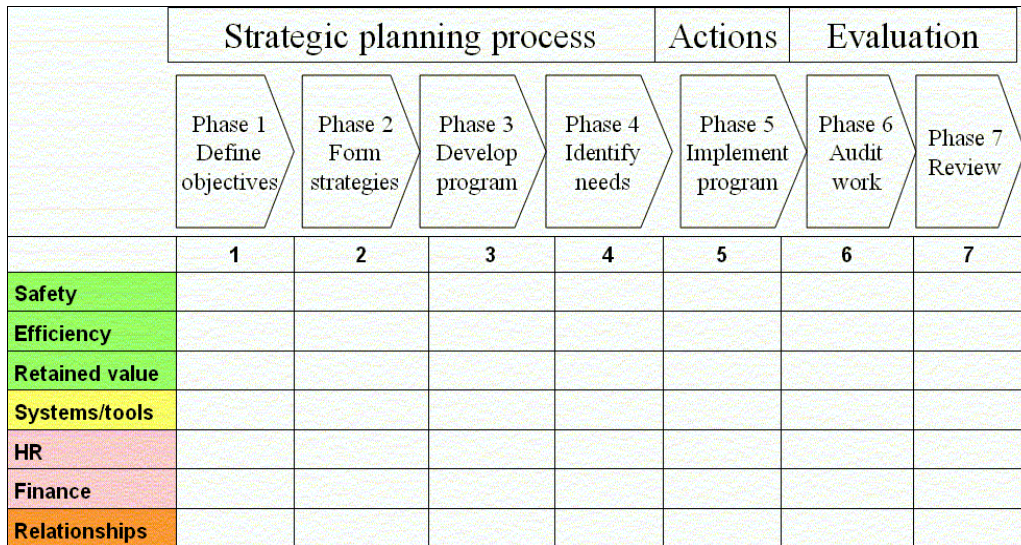 Strategic planning process Actions Evaluation
Phase 1
Define
objectives
Phase 2
Form
strategies
Phase 3
Develop
program
Phase 4
Identify
needs
Phase 5
Implement
program
Phase 6
Audit
work
Phase 7
Review
1 2 3 4 5 6 7
Safety
Efficiency
Retained value
Systems/tools
HR
Finance
Relationships